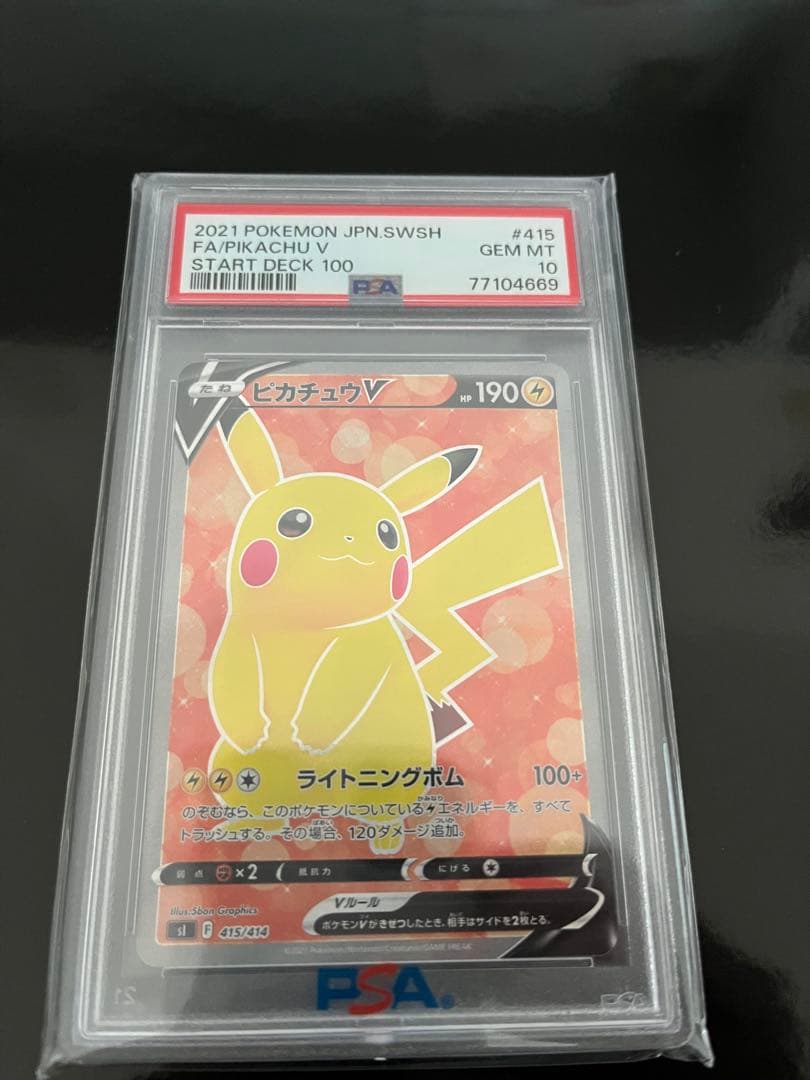 2021 POKEMON JPN.SWSH #415
FA/PIKACHU V GEM MT
START DECK 100 10
PSA 77104669
たね ピカチュウV HP 190
ライトニングボム 100+
のぞむなら、このポケモンについているエネルギーを、すべて
トラッシュする。その場合、120ダメージ追加。
弱点 ×2 抵抗力 にげる
Vルール
ポケモンVがきぜつしたとき、相手はサイドを2枚とる。
Illus:5ban Graphics
sI F 415/414
©2021 Pokémon/Nintendo/Creatures/GAME FREAK
PSA®